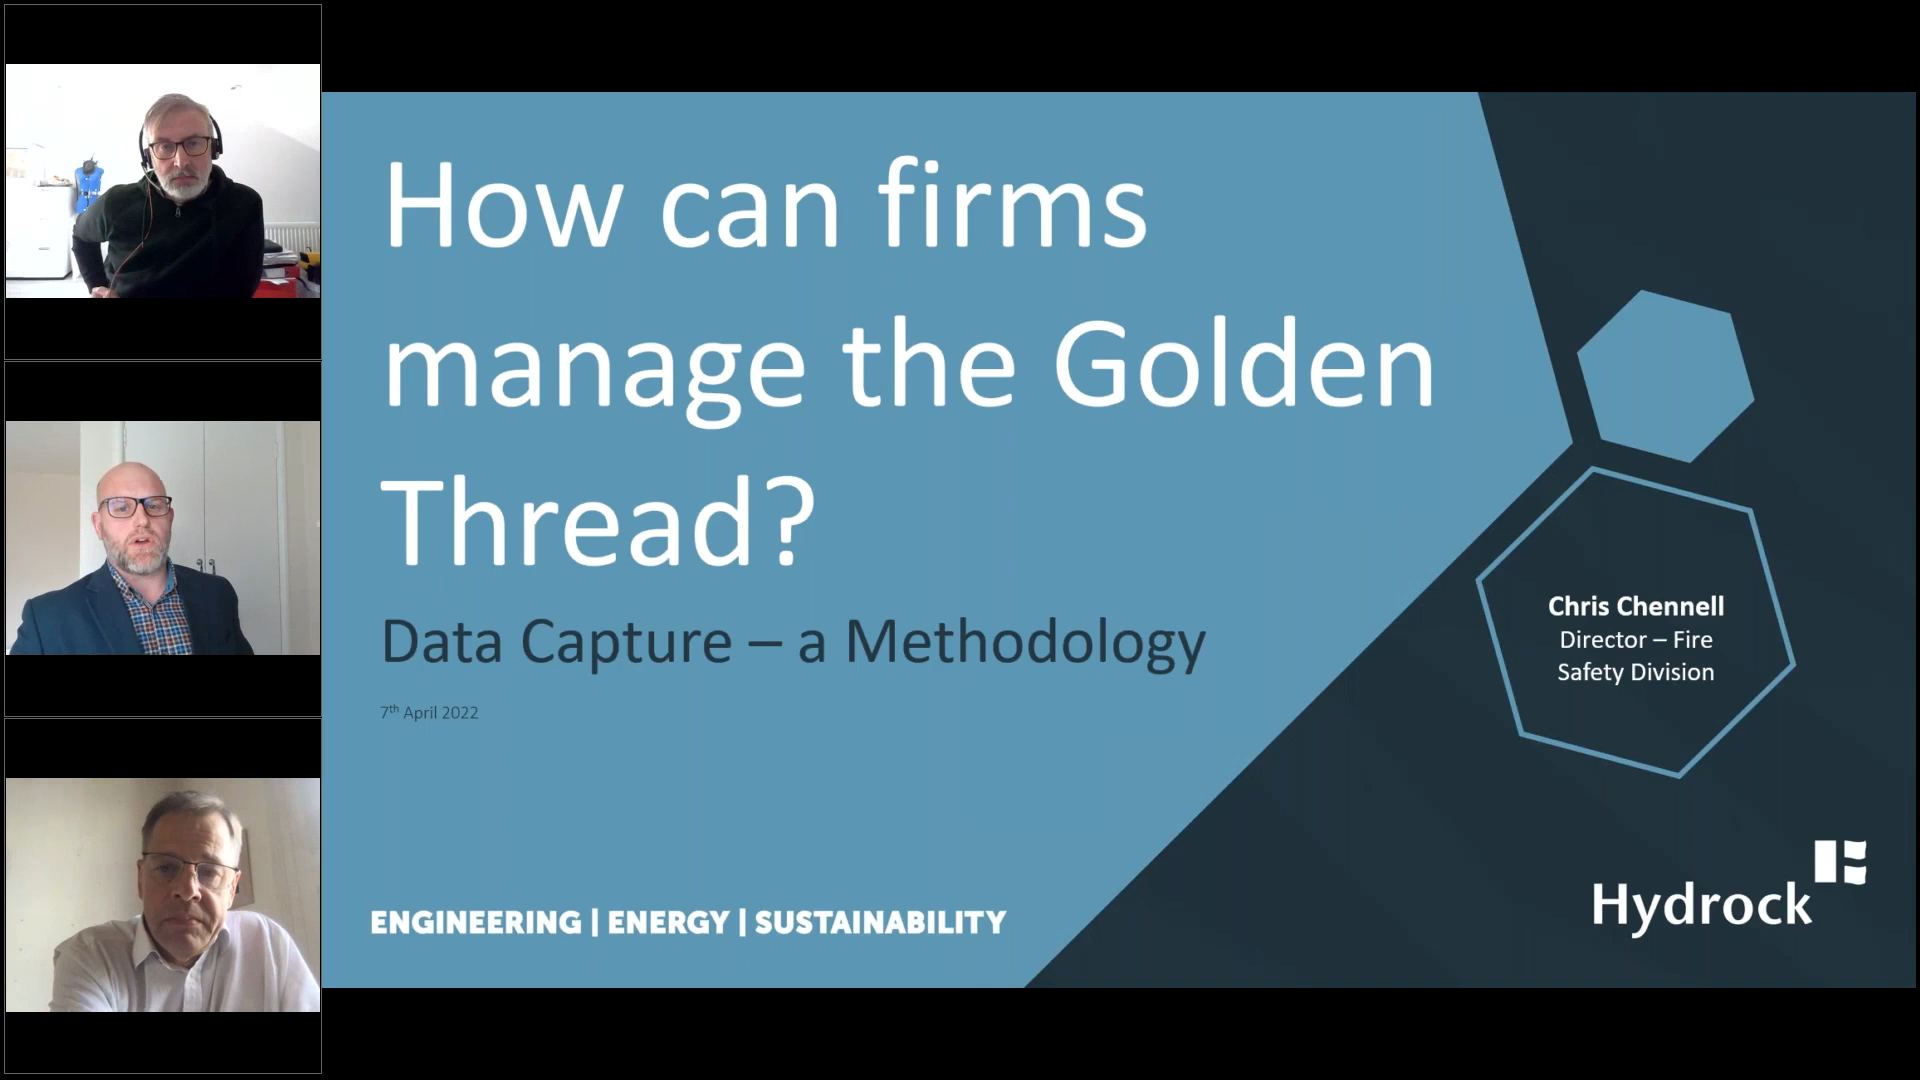 How can firms
manage the Golden
Thread?
Data Capture – a Methodology
7th April 2022
Chris Chennell
Director – Fire
Safety Division
ENGINEERING | ENERGY | SUSTAINABILITY
Hydrock